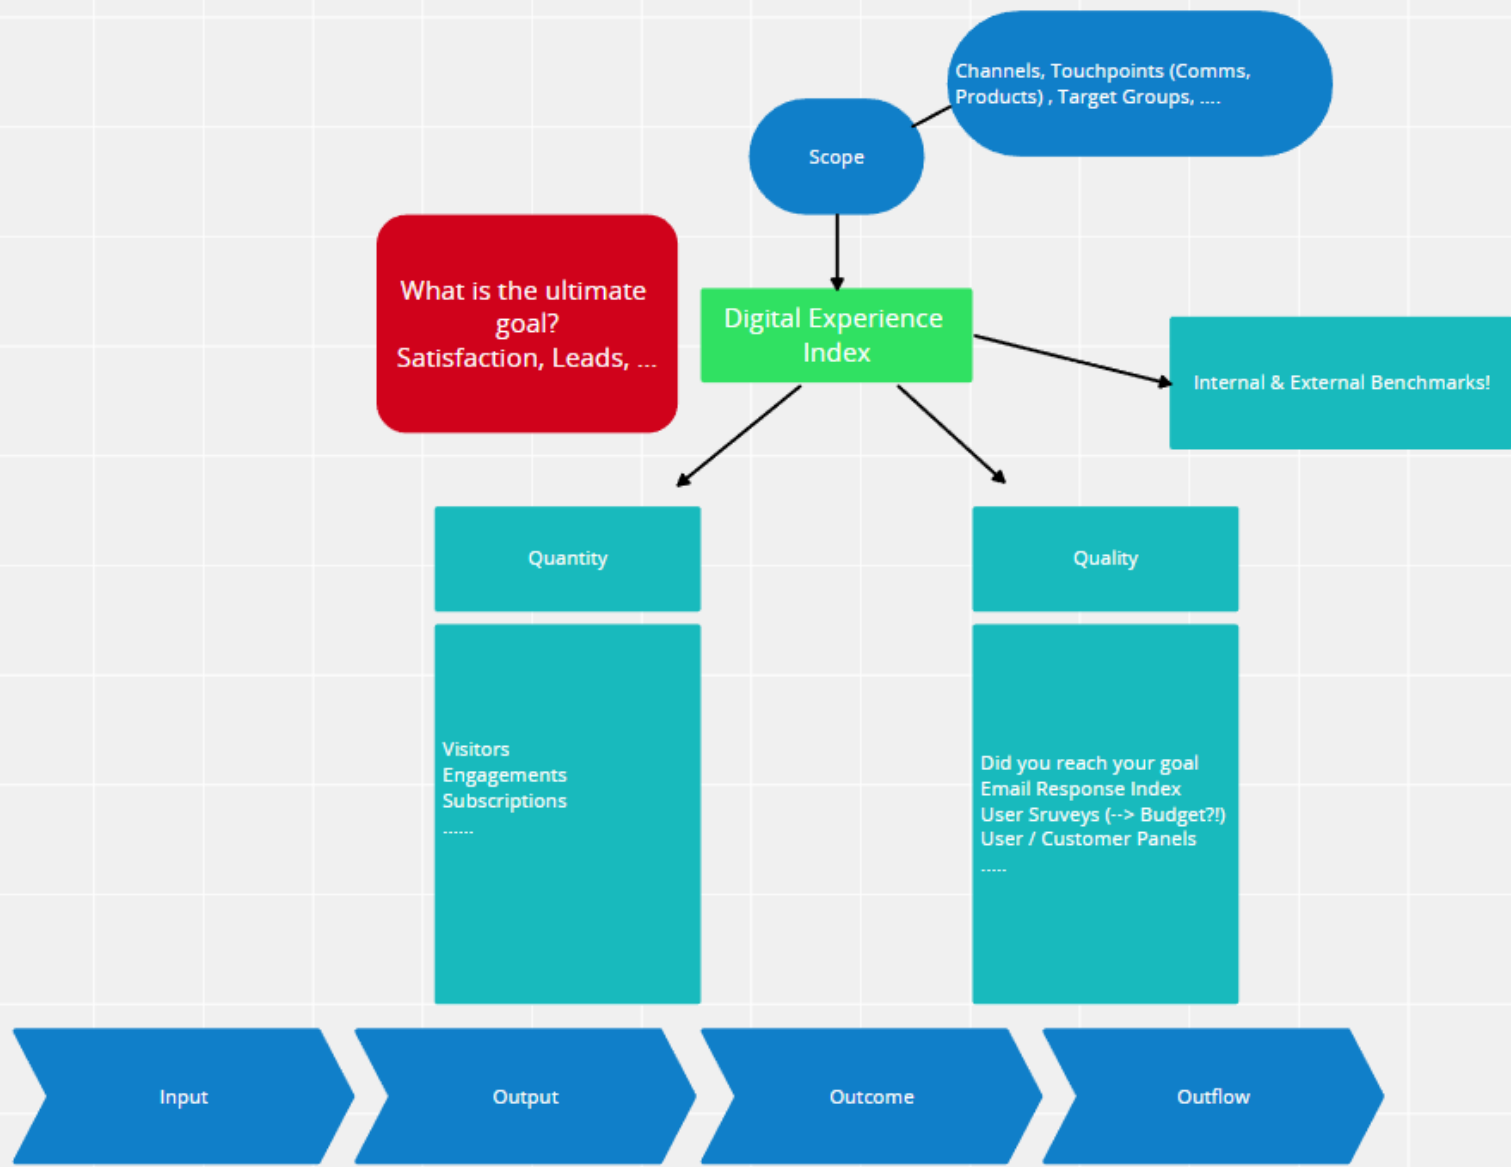 Channels, Touchpoints (Comms,
Products) , Target Groups, ....
Scope
What is the ultimate
goal?
Satisfaction, Leads, ...
Digital Experience
Index
Internal & External Benchmarks!
Quantity
Quality
Visitors
Engagements
Subscriptions
......
Did you reach your goal
Email Response Index
User Sruveys (--> Budget?!)
User / Customer Panels
.....
Input
Output
Outcome
Outflow